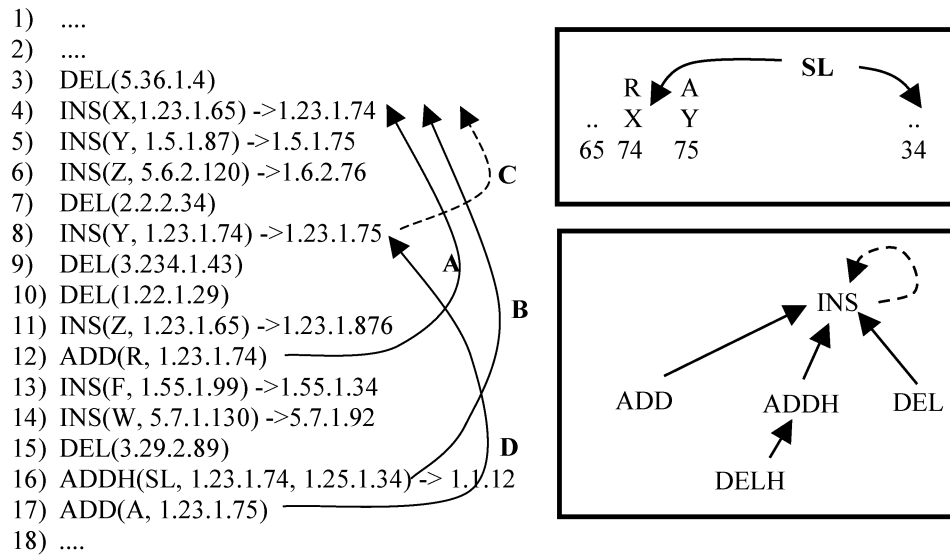 1) ....
2) ....
3) DEL(5.36.1.4)
4) INS(X,1.23.1.65) ->1.23.1.74
5) INS(Y, 1.5.1.87) ->1.5.1.75
6) INS(Z, 5.6.2.120) ->1.6.2.76
7) DEL(2.2.2.34)
8) INS(Y, 1.23.1.74) ->1.23.1.75
9) DEL(3.234.1.43)
10) DEL(1.22.1.29)
11) INS(Z, 1.23.1.65) ->1.23.1.876
12) ADD(R, 1.23.1.74)
13) INS(F, 1.55.1.99) ->1.55.1.34
14) INS(W, 5.7.1.130) ->5.7.1.92
15) DEL(3.29.2.89)
16) ADDH(SL, 1.23.1.74, 1.25.1.34) -> 1.1.12
17) ADD(A, 1.23.1.75)
18) ....
C
A
B
D
SL
R A
.. X Y ..
65 74 75 34
INS
ADD ADDH DEL
DELH